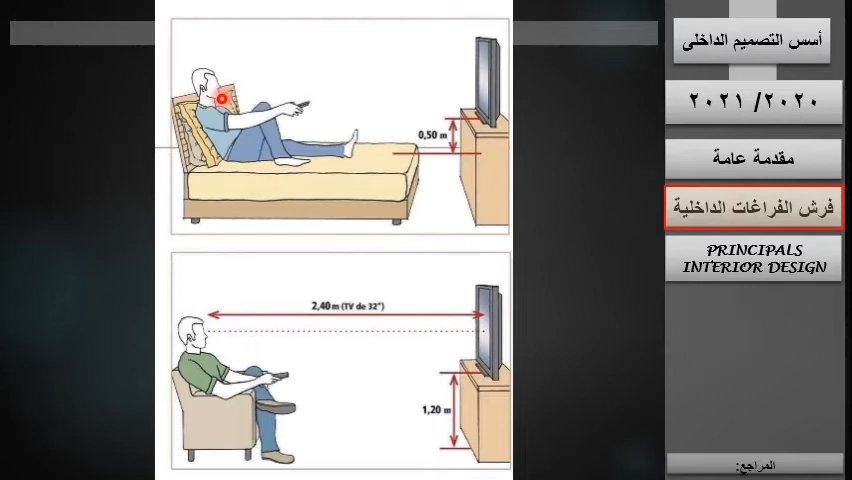 أسس التصميم الداخلى
٢٠٢٠/ ٢٠٢١
مقدمة عامة
فرش الفراغات الداخلية
PRINCIPALS
INTERIOR DESIGN
المراجع:
0,50 m
2,40 m (TV de 32")
1,20 m